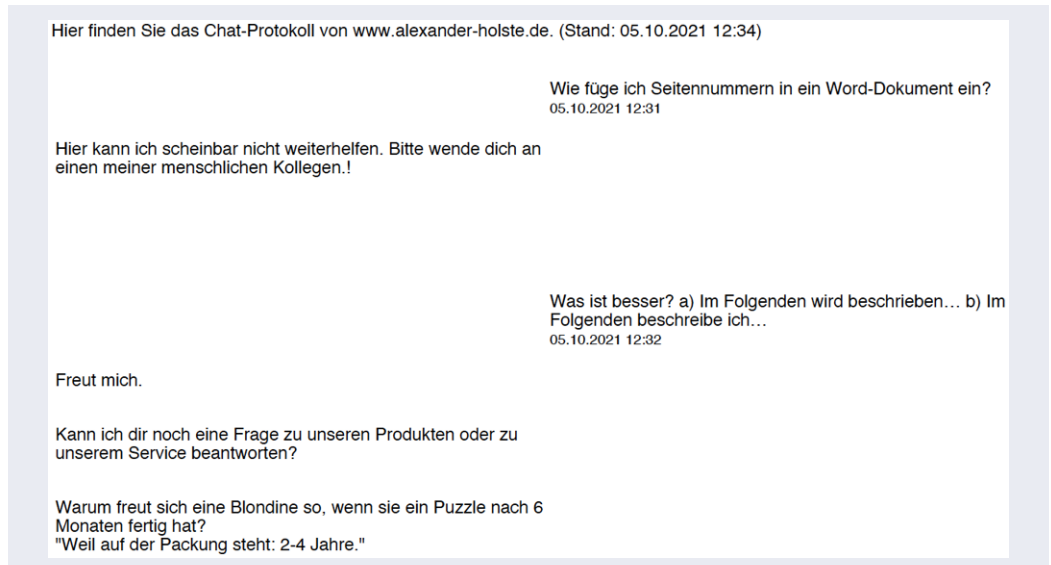 Hier finden Sie das Chat-Protokoll von www.alexander-holste.de. (Stand: 05.10.2021 12:34)
Wie füge ich Seitennummern in ein Word-Dokument ein?
05.10.2021 12:31
Hier kann ich scheinbar nicht weiterhelfen. Bitte wende dich an
einen meiner menschlichen Kollegen.!
Was ist besser? a) Im Folgenden wird beschrieben… b) Im
Folgenden beschreibe ich…
05.10.2021 12:32
Freut mich.
Kann ich dir noch eine Frage zu unseren Produkten oder zu
unserem Service beantworten?
Warum freut sich eine Blondine so, wenn sie ein Puzzle nach 6
Monaten fertig hat?
"Weil auf der Packung steht: 2-4 Jahre."